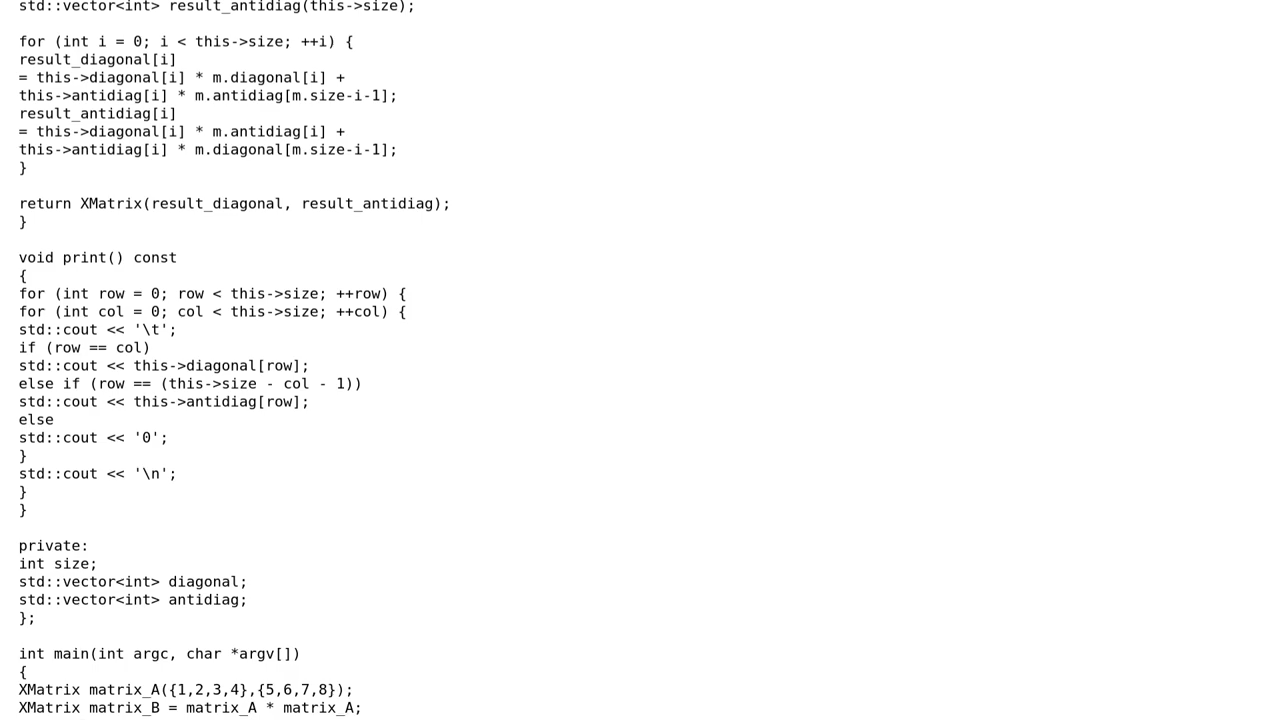 std::vector<int> result_antidiag(this->size);
for (int i = 0; i < this->size; ++i) {
result_diagonal[i]
= this->diagonal[i] * m.diagonal[i] +
this->antidiag[i] * m.antidiag[m.size-i-1];
result_antidiag[i]
= this->diagonal[i] * m.antidiag[i] +
this->antidiag[i] * m.diagonal[m.size-i-1];
}
return XMatrix(result_diagonal, result_antidiag);
}
void print() const
{
for (int row = 0; row < this->size; ++row) {
for (int col = 0; col < this->size; ++col) {
std::cout << '\t';
if (row == col)
std::cout << this->diagonal[row];
else if (row == (this->size - col - 1))
std::cout << this->antidiag[row];
else
std::cout << '0';
}
std::cout << '\n';
}
}
private:
int size;
std::vector<int> diagonal;
std::vector<int> antidiag;
};
int main(int argc, char *argv[])
{
XMatrix matrix_A({1,2,3,4},{5,6,7,8});
XMatrix matrix_B = matrix_A * matrix_A;